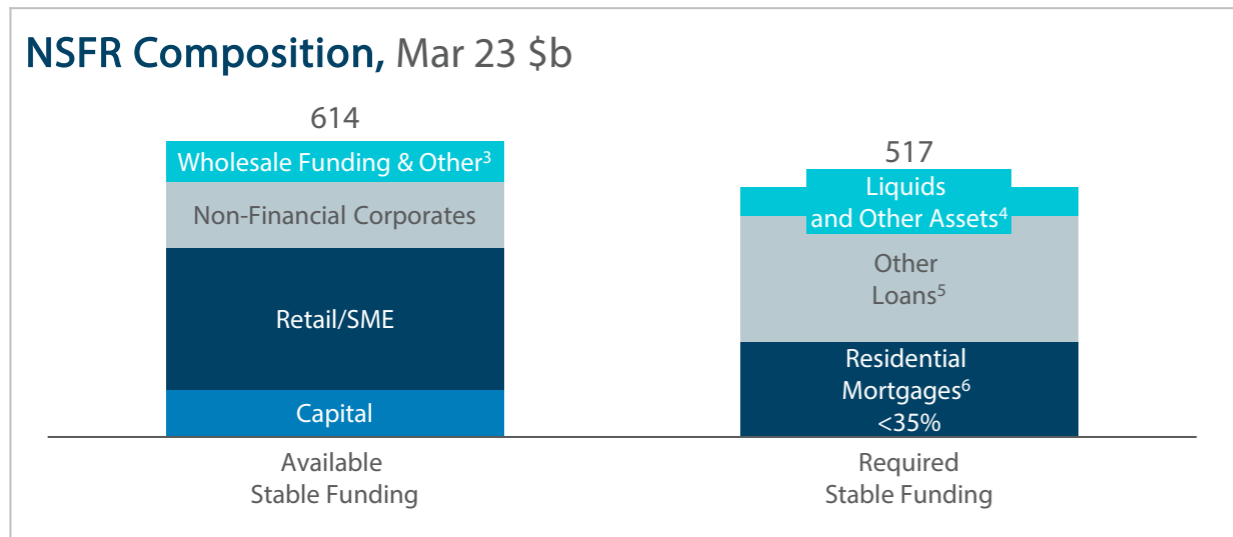 NSFR Composition, Mar 23 $b
614
Wholesale Funding & Other³
Non-Financial Corporates
Retail/SME
Capital
Available
Stable Funding
517
Liquids
and Other Assets⁴
Other
Loans⁵
Residential
Mortgages⁶
<35%
Required
Stable Funding